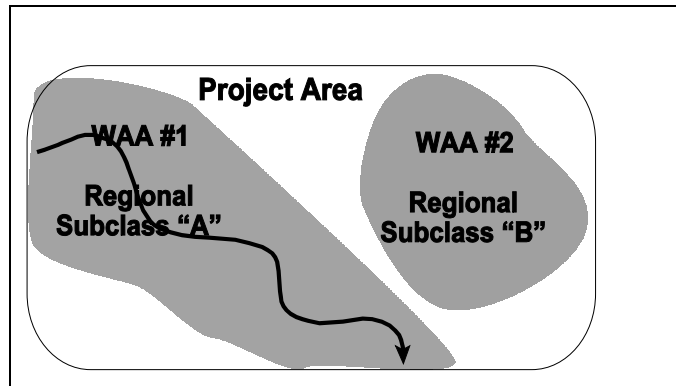 Project Area
WAA #1
Regional
Subclass “A”
WAA #2
Regional
Subclass “B”